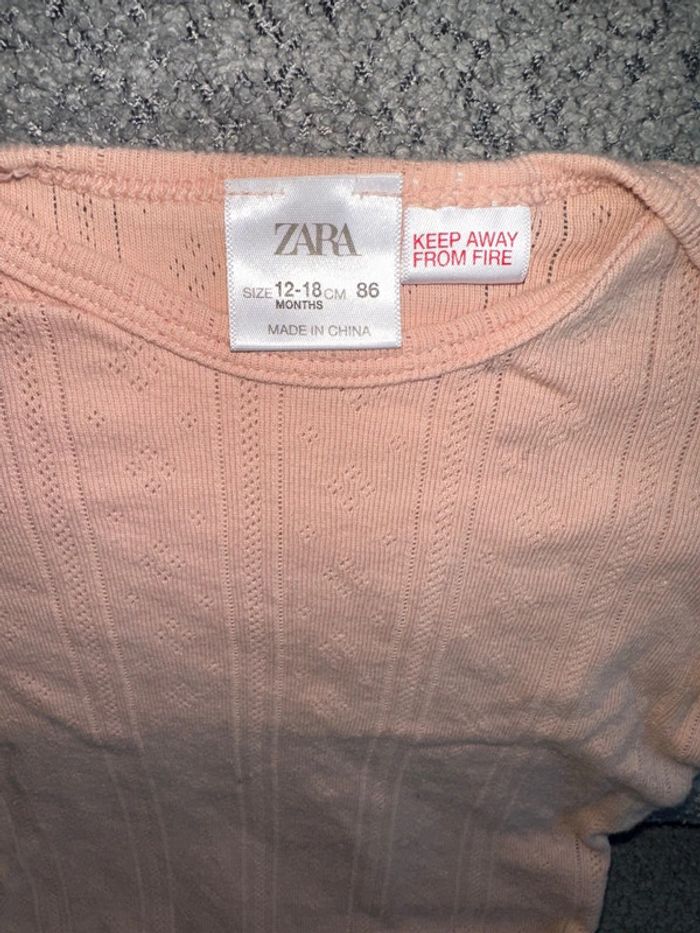 ZARA
SIZE 12-18 CM 86
MONTHS
MADE IN CHINA
KEEP AWAY
FROM FIRE